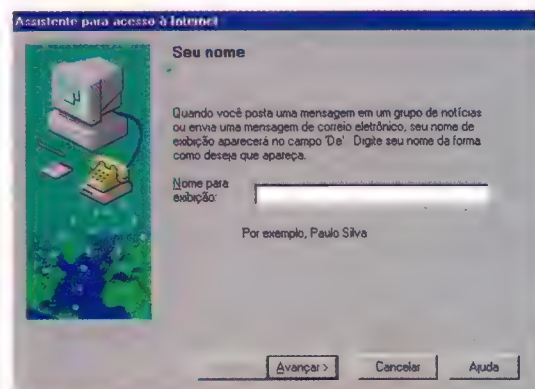 Assistente para acesso à Internet
Seu nome
Quando você posta uma mensagem em um grupo de notícias
ou envia uma mensagem de correio eletrônico, seu nome de
exibição aparecerá no campo 'De'. Digite seu nome da forma
como deseja que apareça.
Nome para
exibição:
Por exemplo, Paulo Silva
Avançar >
Cancelar
Ajuda